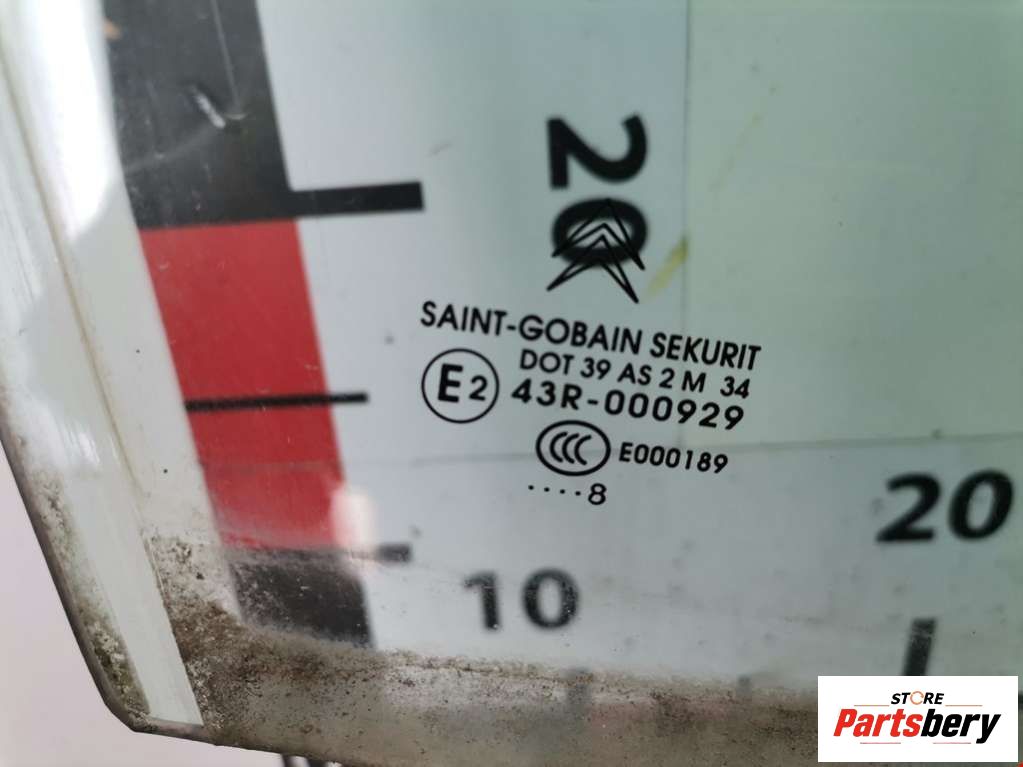 20
SAINT-GOBAIN SEKURIT
DOT 39 AS 2 M 34
E2 43R-000929
CCC E000189
....8
20
10
STORE
Partsbery